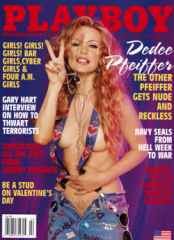 PLAYBOY
GIRLS! GIRLS!
GIRLS! BAR
GIRLS, CYBER
GIRLS &
FOUR A.M.
GIRLS
GARY HART
INTERVIEW
ON HOW TO
THWART
TERRORISTS
BE A STUD
ON VALENTINE'S
DAY
Dedee
Pfeiffer
THE OTHER
PFEIFFER
GETS NUDE
AND
RECKLESS
NAVY SEALS
FROM HELL
WEEK TO
WAR